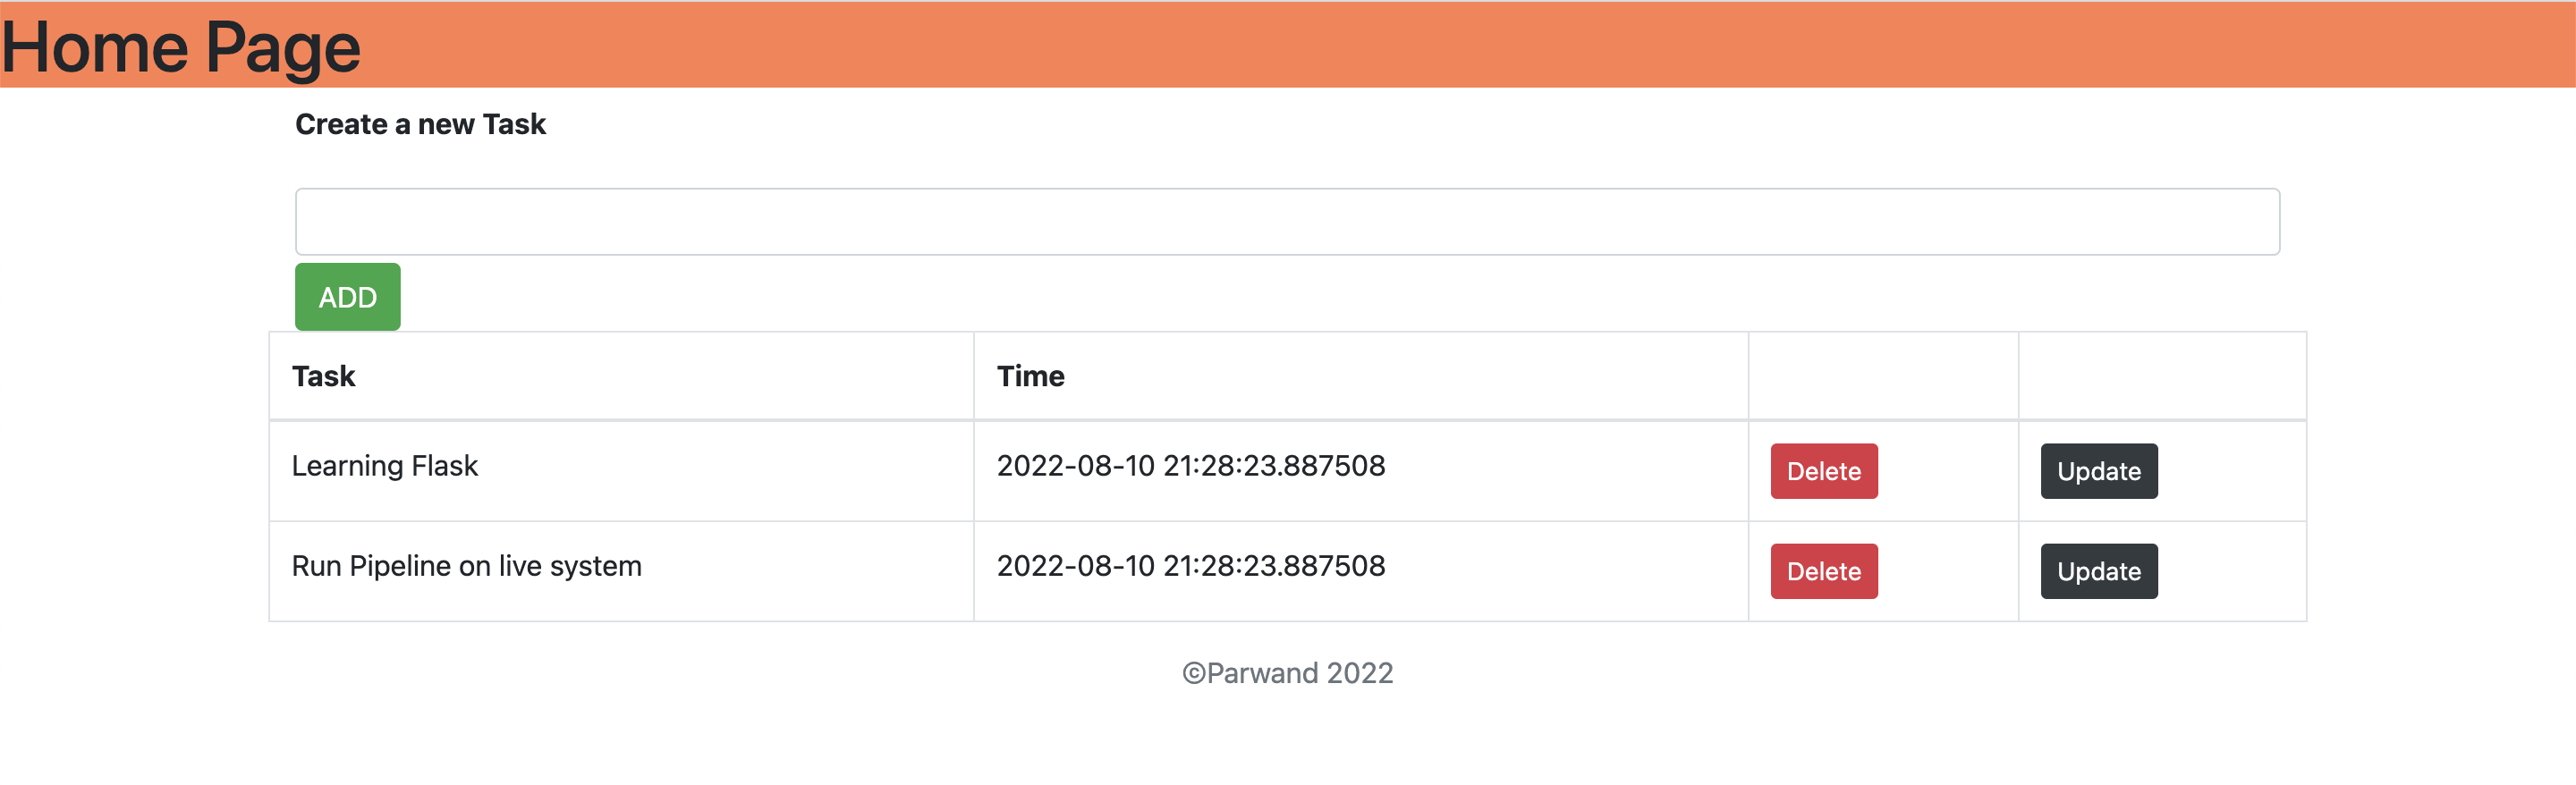 Home Page
Create a new Task
ADD
Task Time
Learning Flask 2022-08-10 21:28:23.887508 Delete Update
Run Pipeline on live system 2022-08-10 21:28:23.887508 Delete Update
©Parwand 2022